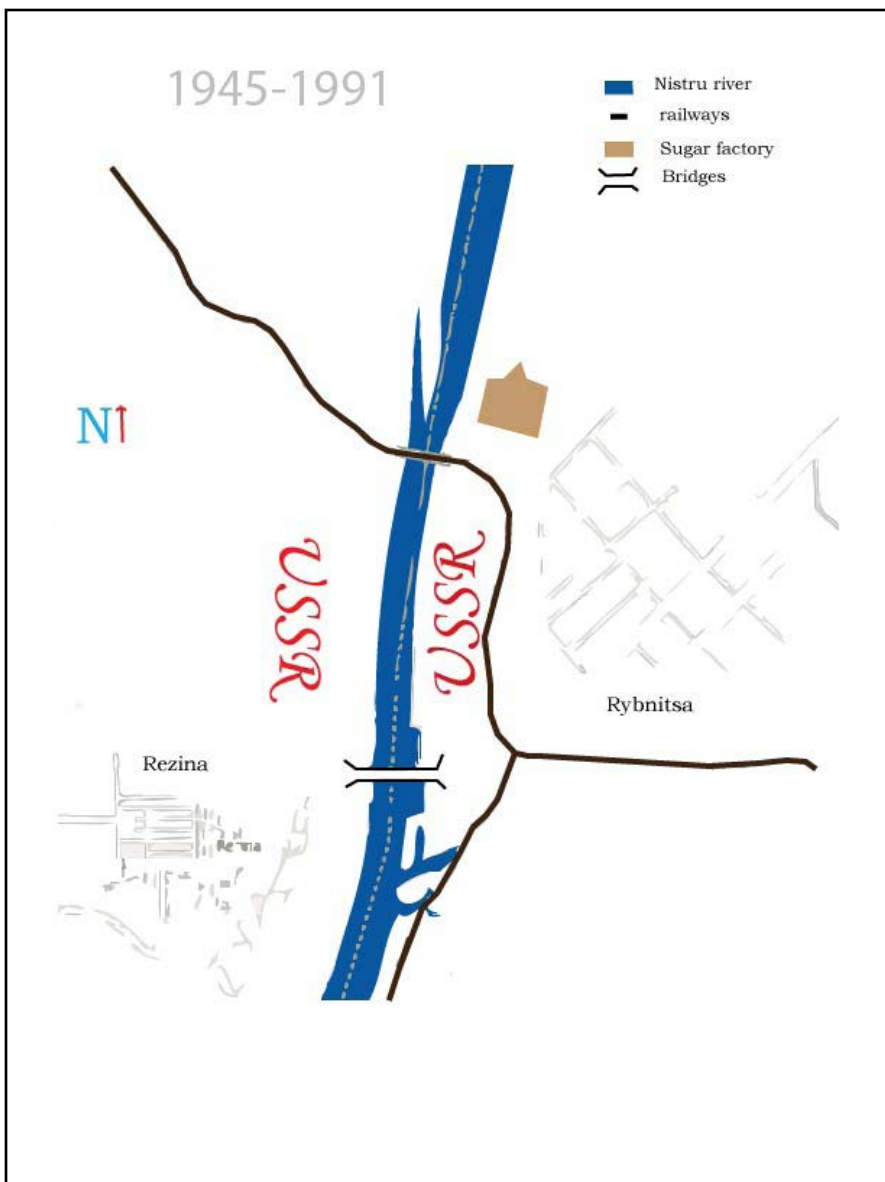 1945-1991
Nistru river
railways
Sugar factory
Bridges
N
USSR
USSR
Rybnitsa
Rezina